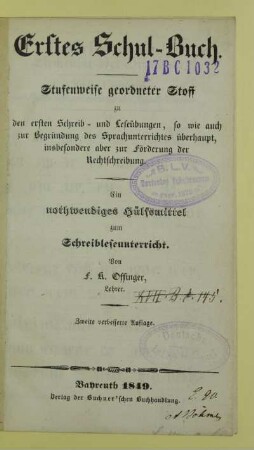 Erstes Schul-Buch.
17BC1032
Stufenweise geordneter Stoff
zu
den ersten Schreib- und Leseübungen, so wie auch
zur Begründung des Sprachunterrichtes überhaupt,
insbesondere aber zur Förderung der
Rechtschreibung.
B. L. V.
Ein
nothwendiges Hülfsmittel
zum
Schreibleseunterricht.
Von
F. K. Offinger,
Lehrer.
Zweite verbesserte Auflage.
Bayreuth 1849.
Verlag der Buchner'schen Buchhandlung.